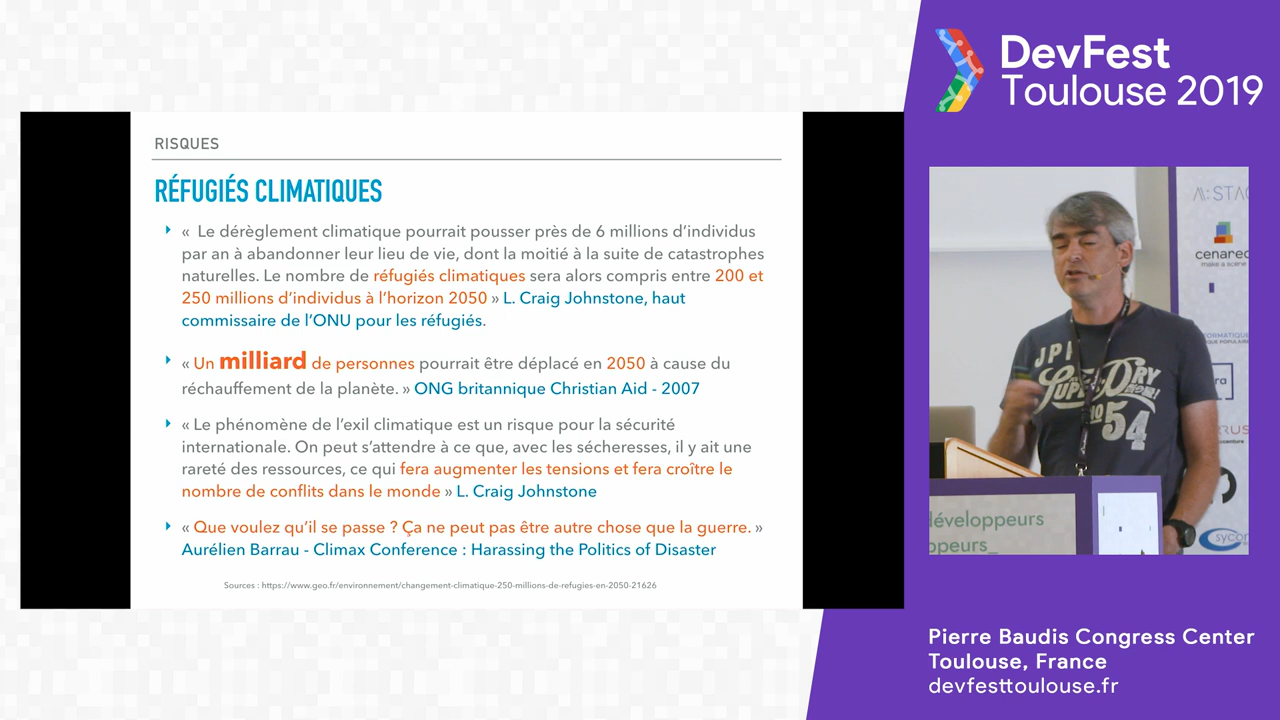 DevFest
Toulouse 2019
RISQUES
RÉFUGIÉS CLIMATIQUES
« Le dérèglement climatique pourrait pousser près de 6 millions d'individus
par an à abandonner leur lieu de vie, dont la moitié à la suite de catastrophes
naturelles. Le nombre de réfugiés climatiques sera alors compris entre 200 et
250 millions d'individus à l'horizon 2050 » L. Craig Johnstone, haut
commissaire de l'ONU pour les réfugiés.
« Un milliard de personnes pourrait être déplacé en 2050 à cause du
réchauffement de la planète. » ONG britannique Christian Aid - 2007
« Le phénomène de l'exil climatique est un risque pour la sécurité
internationale. On peut s'attendre à ce que, avec les sécheresses, il y ait une
rareté des ressources, ce qui fera augmenter les tensions et fera croître le
nombre de conflits dans le monde » L. Craig Johnstone
« Que voulez qu'il se passe ? Ça ne peut pas être autre chose que la guerre. »
Aurélien Barrau - Climax Conference : Harassing the Politics of Disaster
Sources : https://www.geo.fr/environnement/changement-climatique-250-millions-de-refugies-en-2050-21626
cenareo
make a scene
JPN
SUPERDRY
No
54
développeurs
oppeurs_
Pierre Baudis Congress Center
Toulouse, France
devfesttoulouse.fr